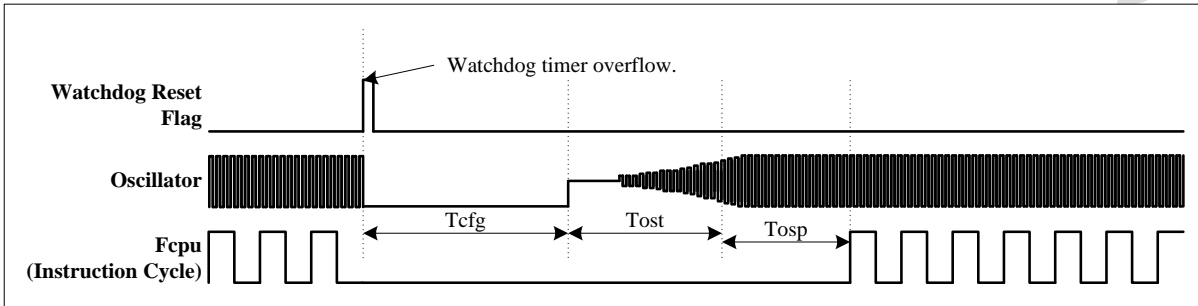 Watchdog timer overflow.
Watchdog Reset
Flag
Oscillator
Tcfg
Tost
Tosp
Fcpu
(Instruction Cycle)